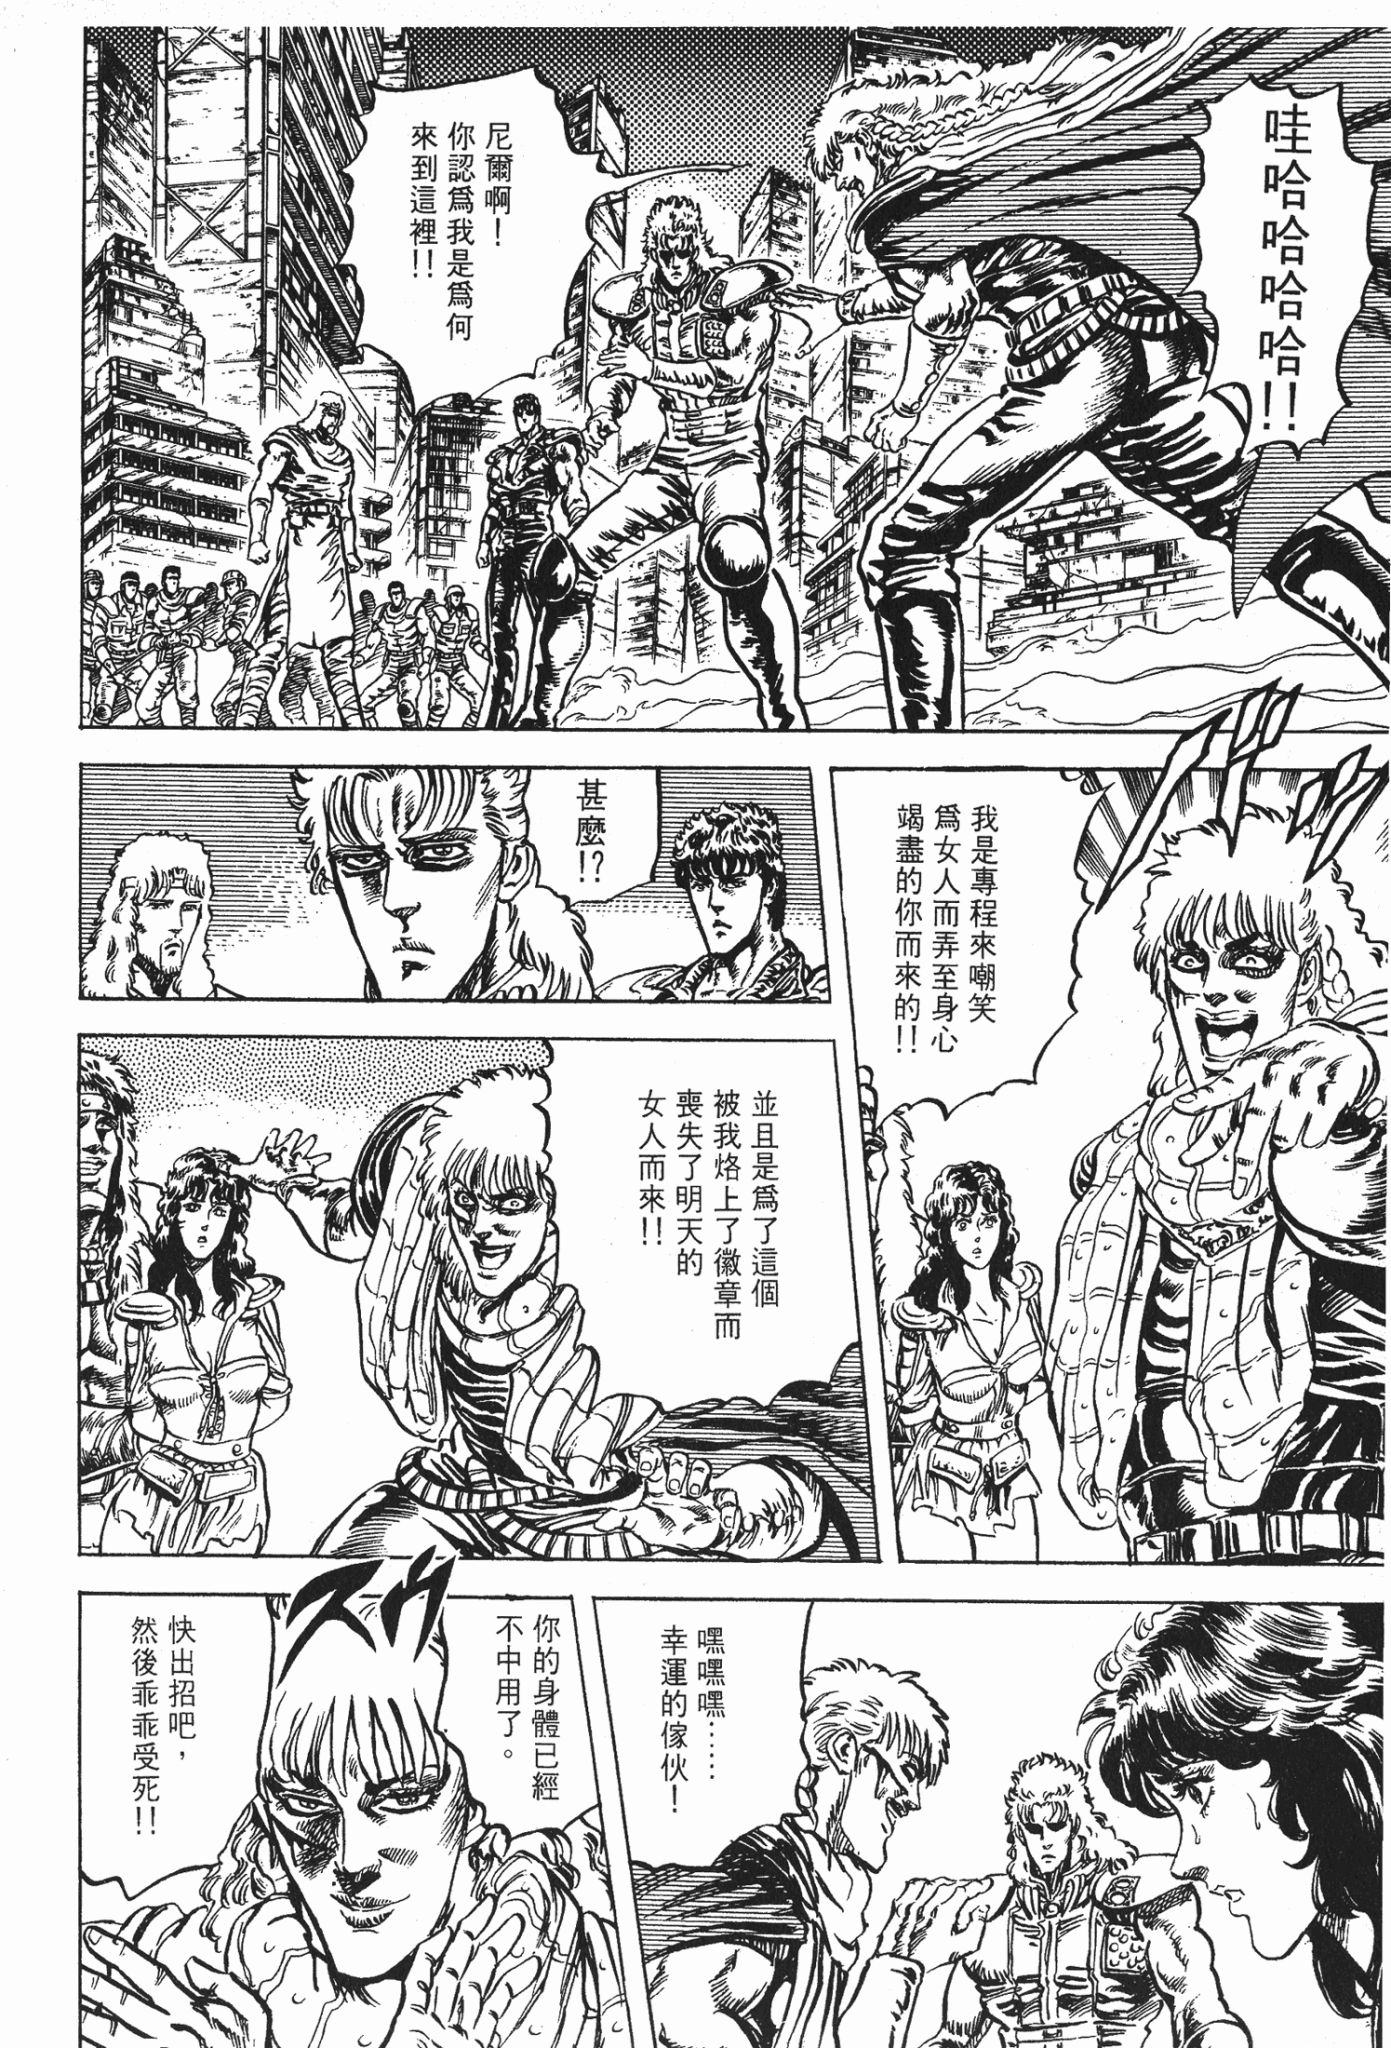 哇哈哈哈哈!!
尼爾啊！
你認爲我是爲何
來到這裡!!
我是專程來嘲笑
爲女人而弄至身心
竭盡的你而來的!!
甚麼!?
並且是爲了這個
被我烙上了徽章而
喪失了明天的
女人而來!!
嘿嘿嘿……
幸運的傢伙！
你的身體已經
不中用了。
快出招吧，
然後乖乖受死!!